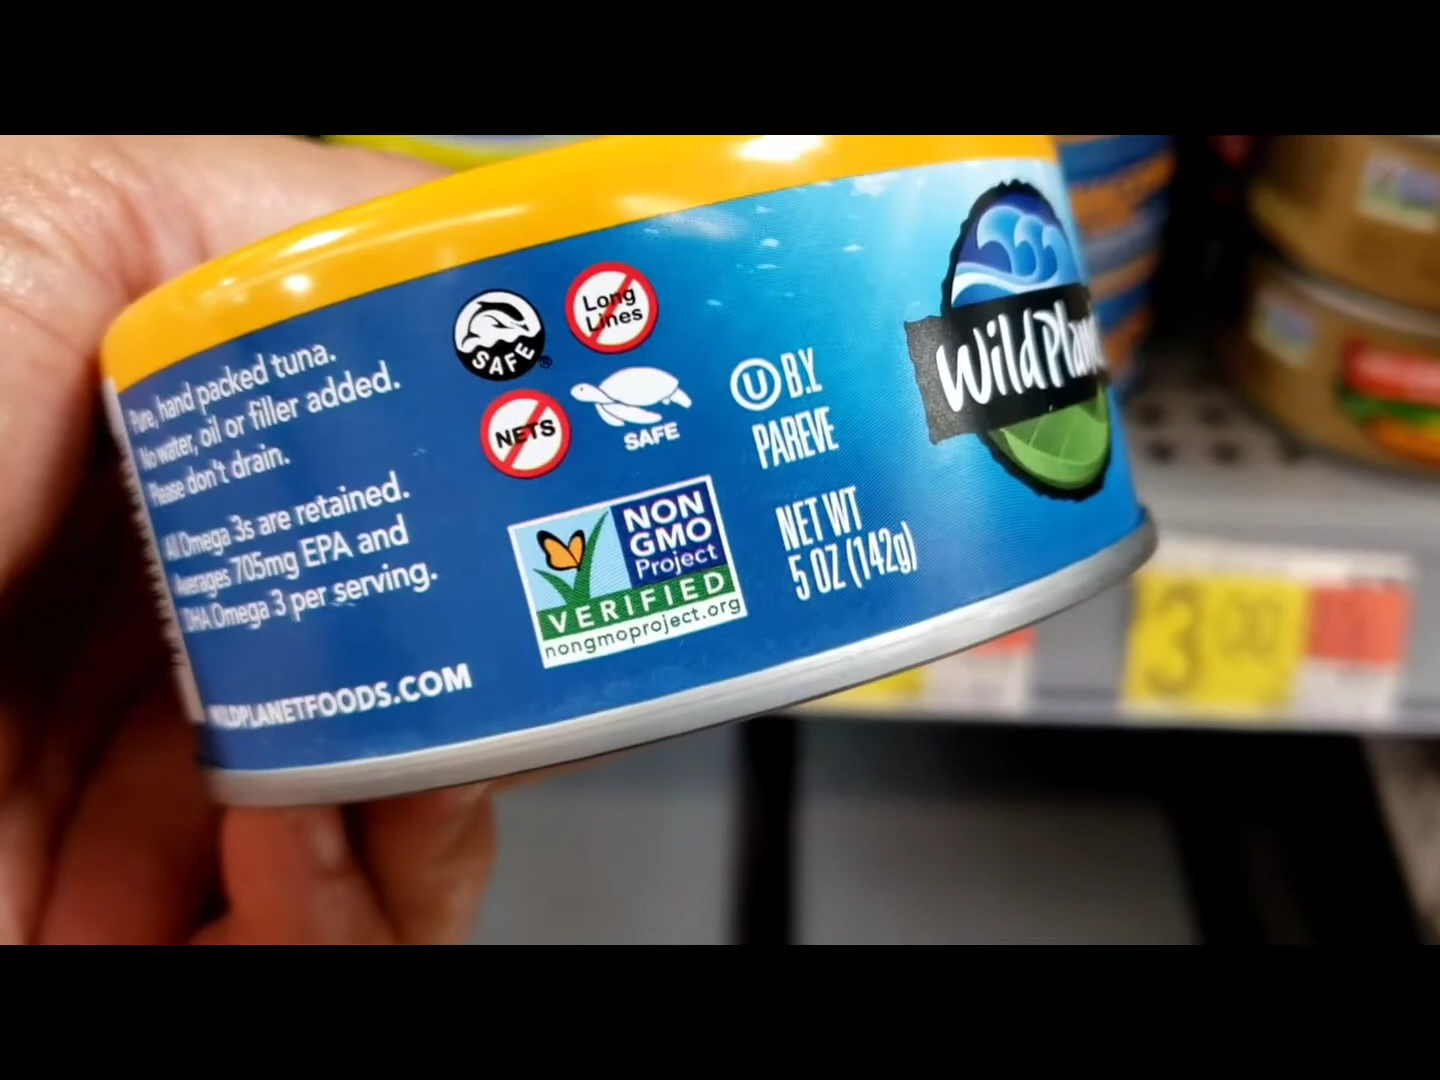 Pure, hand packed tuna.
No water, oil or filler added.
Please don't drain.
All Omega 3s are retained.
Averages 705mg EPA and
DHA Omega 3 per serving.
WILDPLANETFOODS.COM
SAFE®
Long
Lines
NETS
SAFE
NON
GMO
Project
VERIFIED
nongmoproject.org
U B.Y.
PAREVE
NET WT
5 OZ (142g)
Wild Plan
3 00